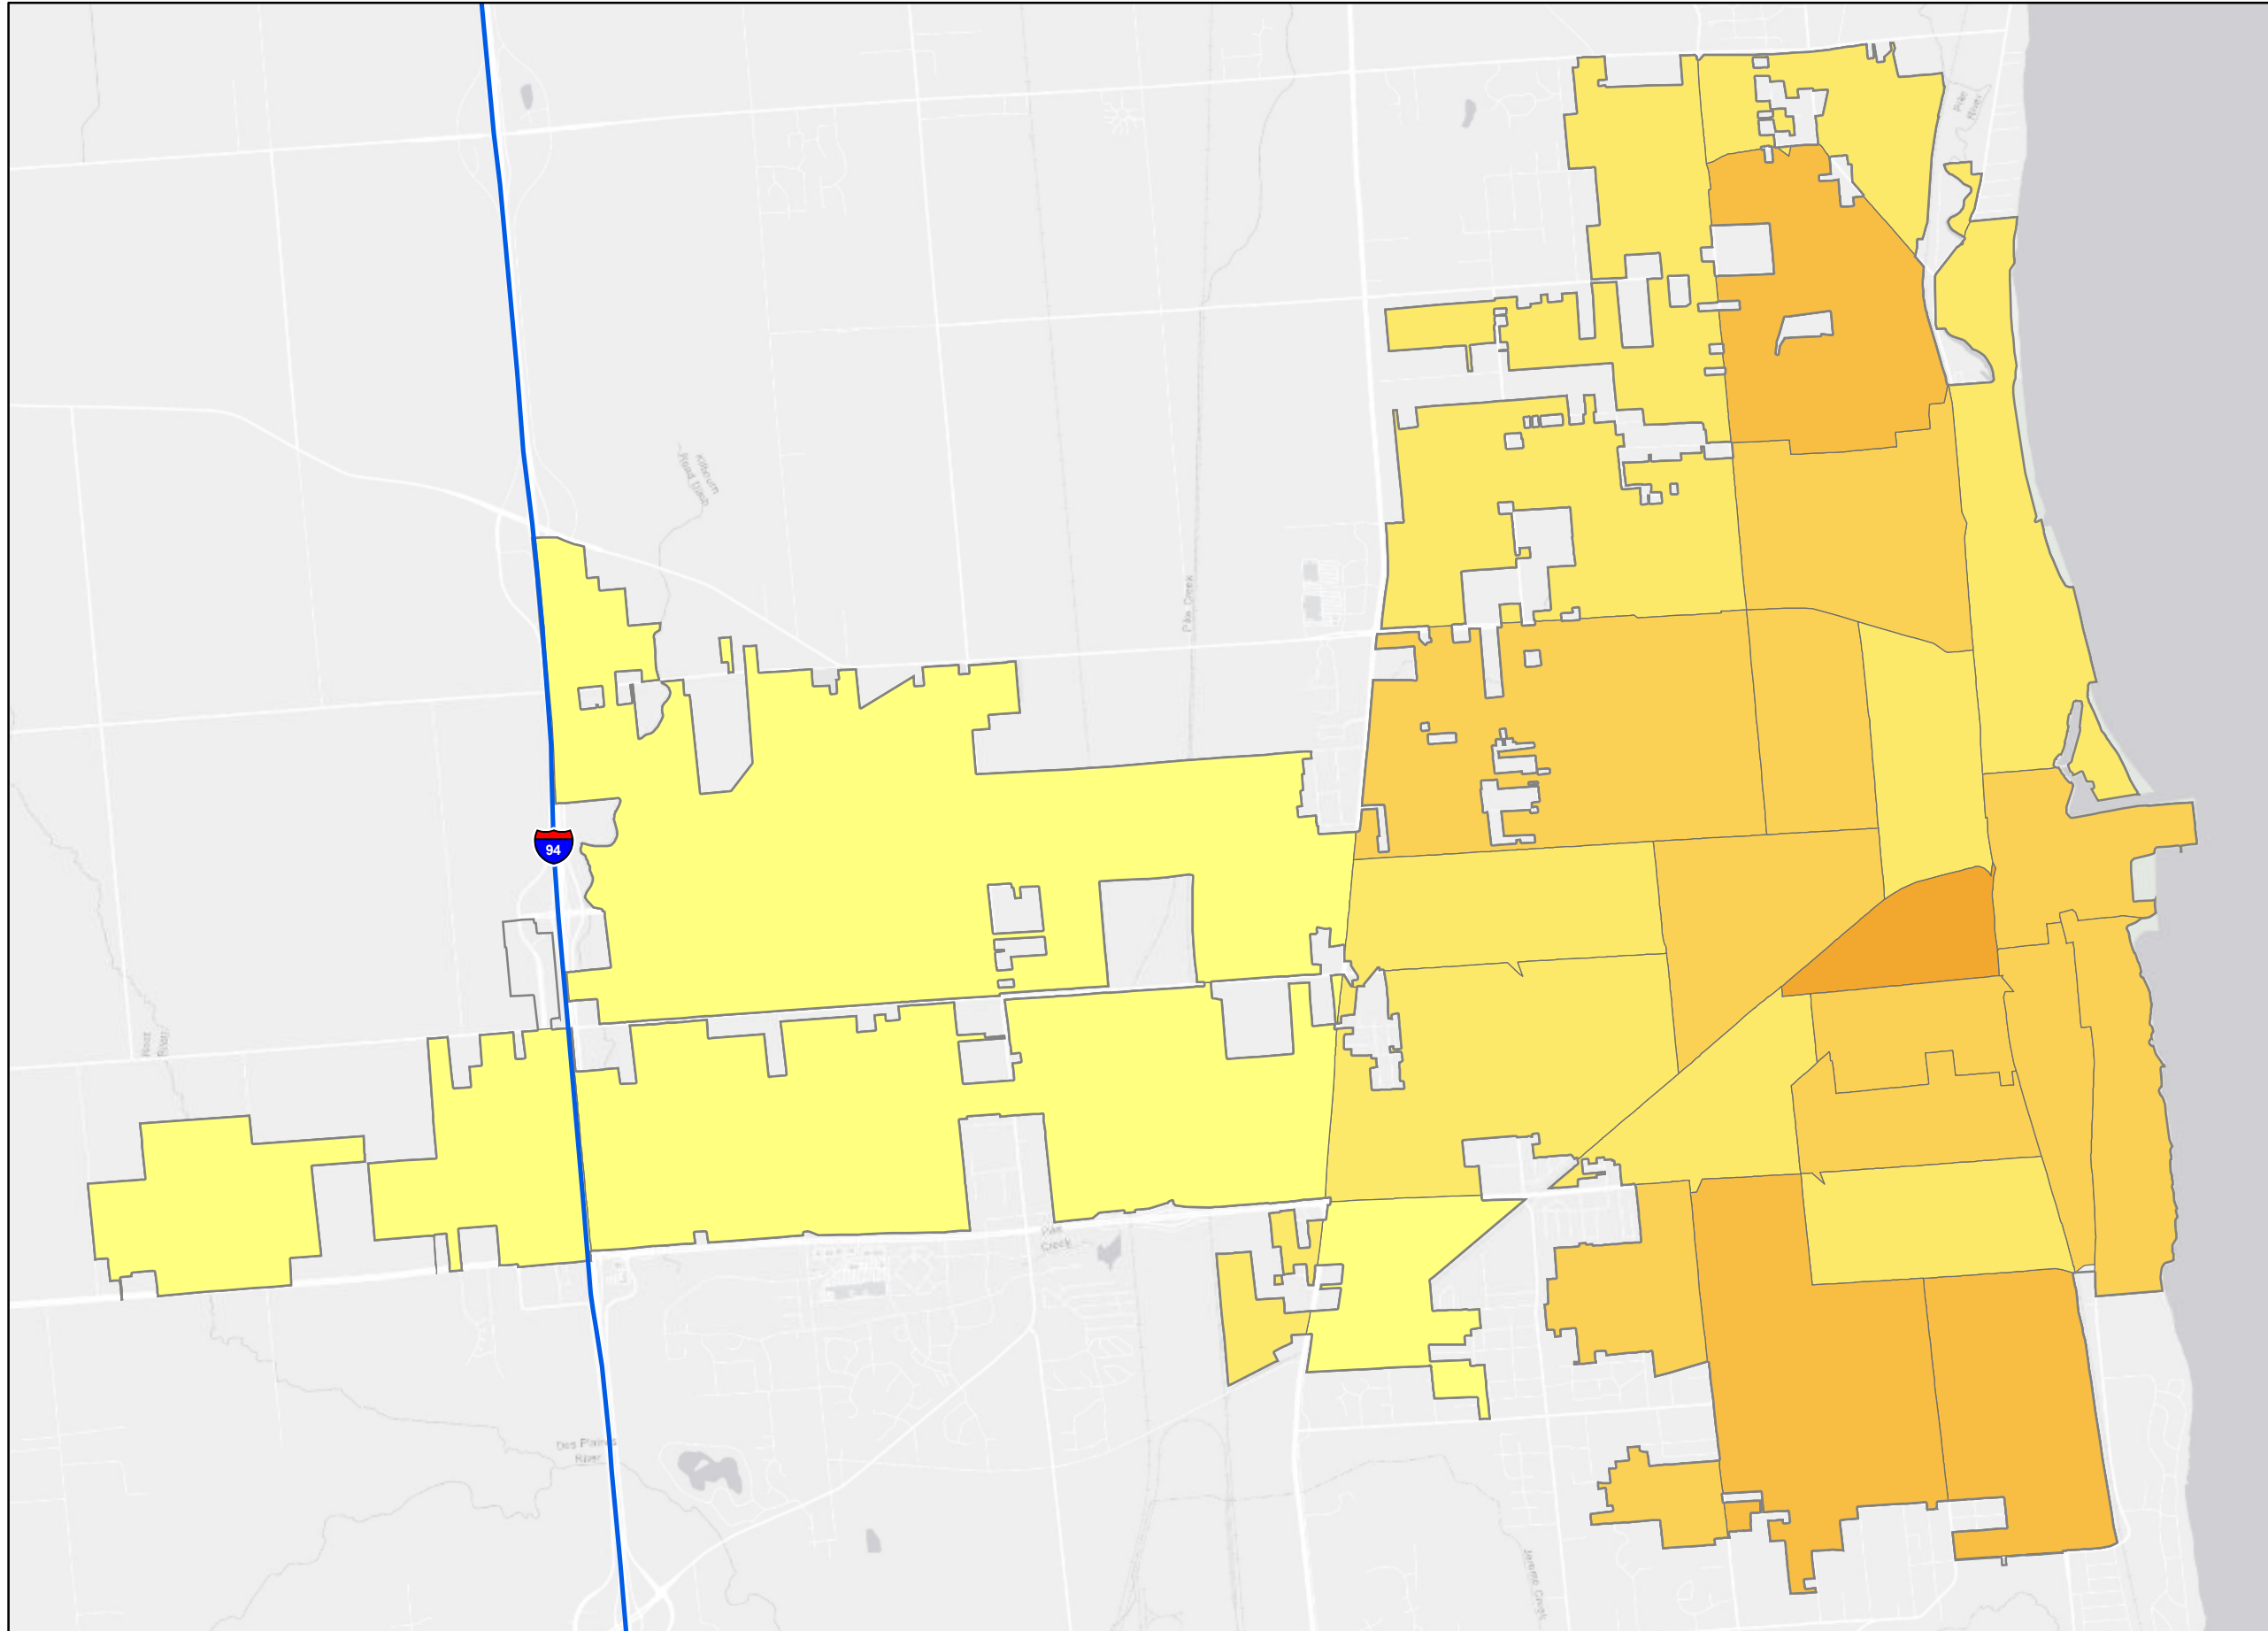 Pike
River
Kilbourn
Road Ditch
Pike Creek
94
Root
River
Pike
Creek
Des Plaines
River
Jerome Creek